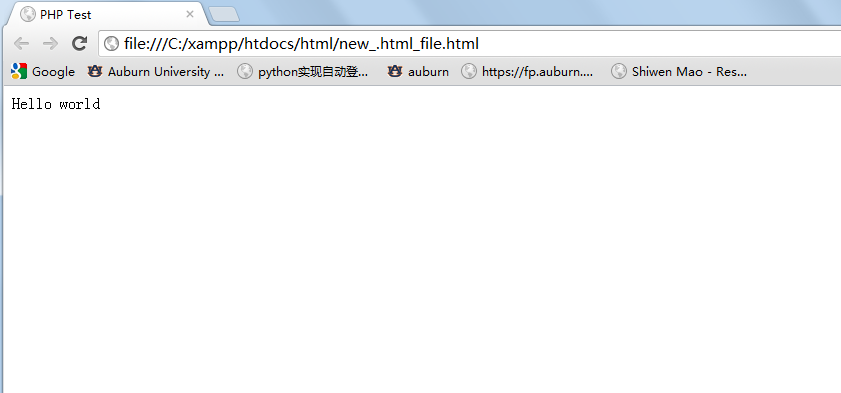 PHP Test
file:///C:/xampp/htdocs/html/new_.html_file.html
Google Auburn University ... python实现自动登... auburn https://fp.auburn.... Shiwen Mao - Res...
Hello world